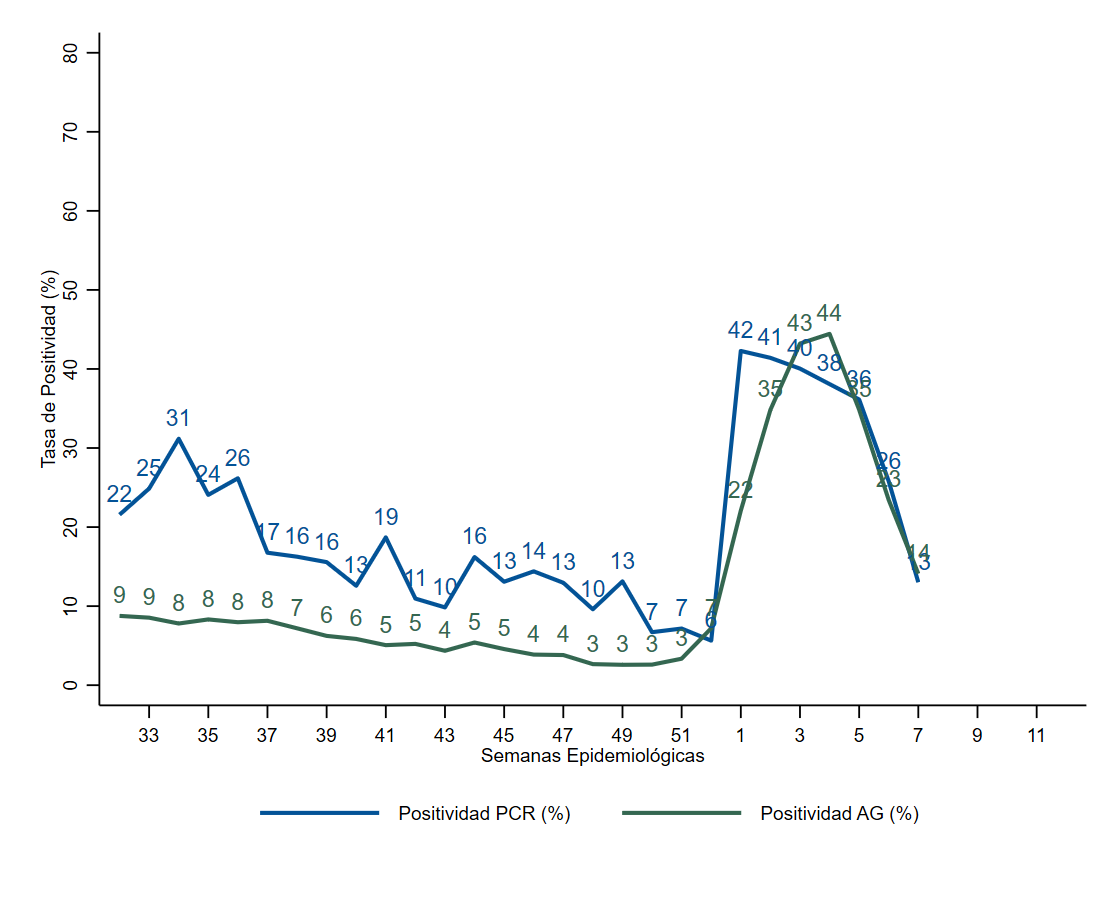 80
70
60
50
40
30
20
10
0
Tasa de Positividad (%)
22 25 31 24 26 17 16 16 13 19 11 10 16 13 14 13 10 13 7 7 6 42 41 40 38 36 26 13
9 9 8 8 8 8 7 6 6 5 5 4 5 5 4 4 3 3 3 3 7 22 35 43 44 35 23 14
33 35 37 39 41 43 45 47 49 51 1 3 5 7 9 11
Semanas Epidemiológicas
Positividad PCR (%) Positividad AG (%)